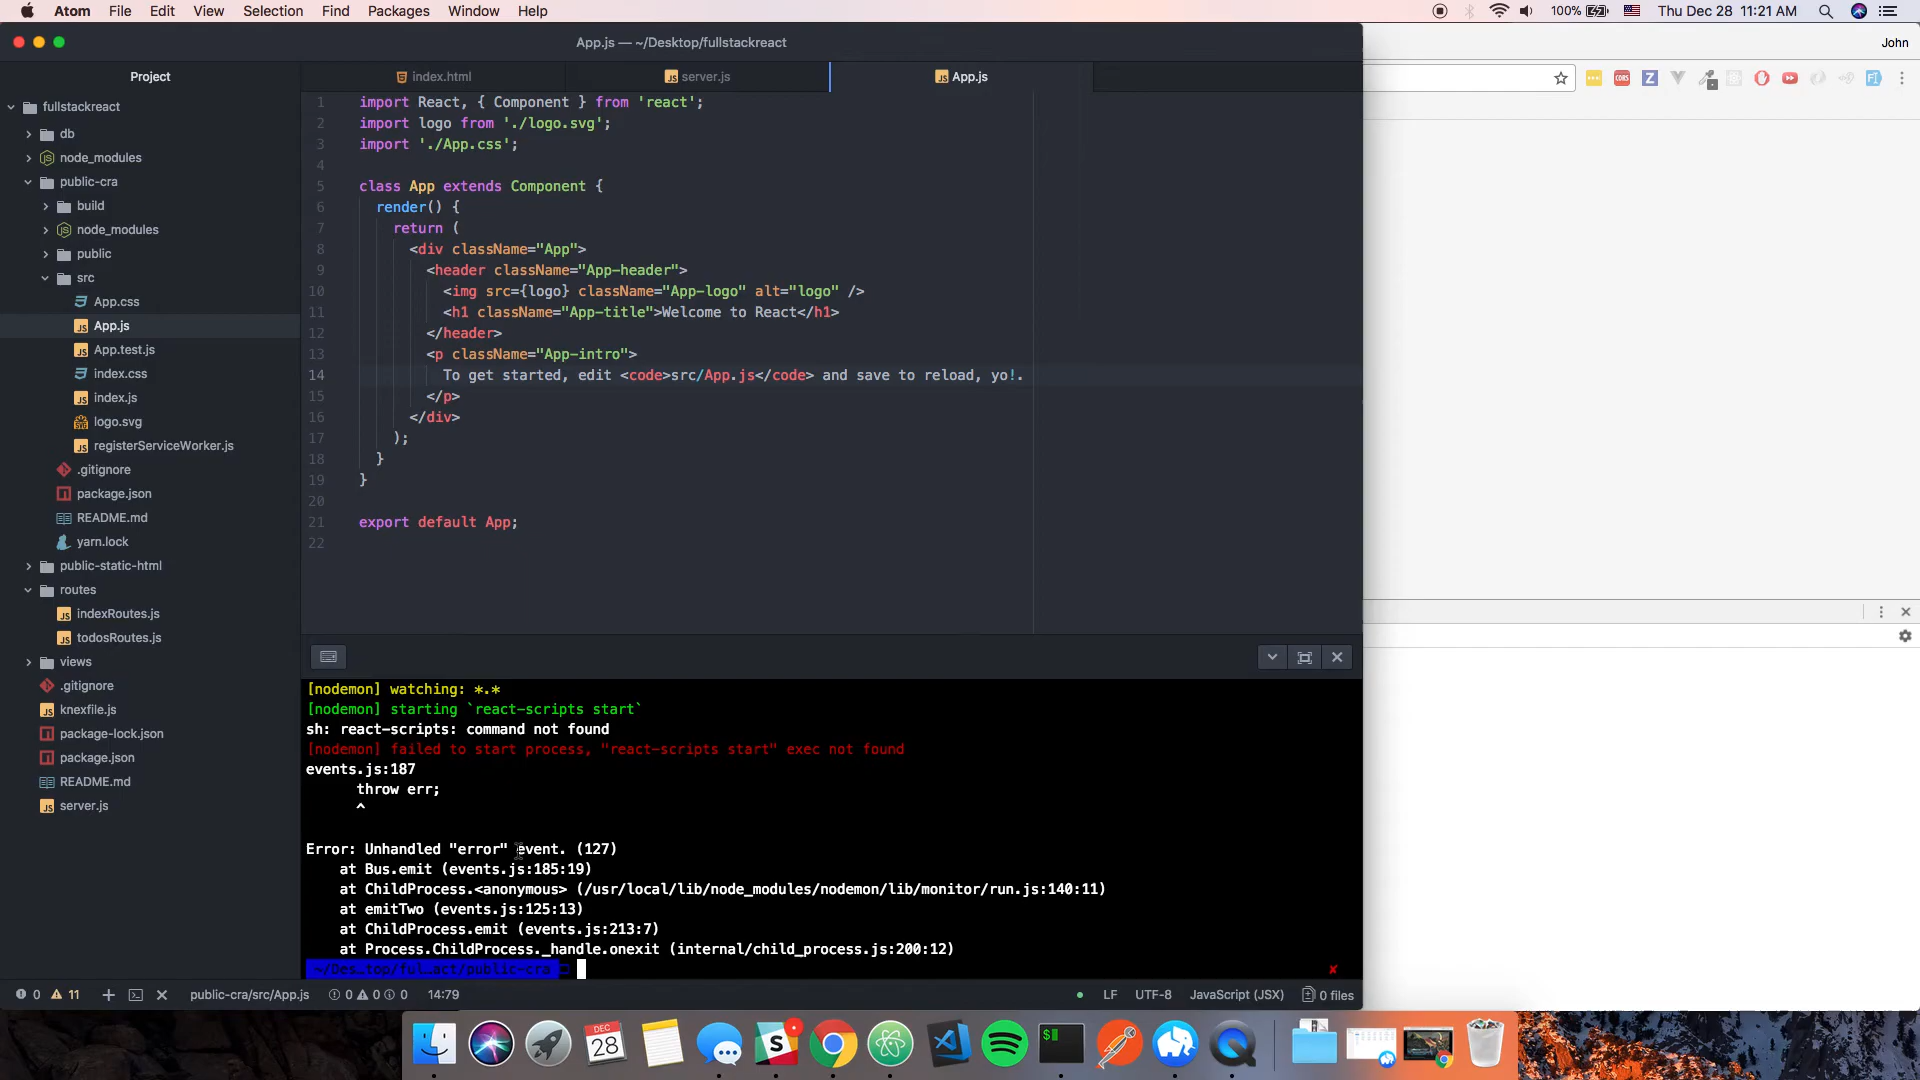 Atom File Edit View Selection Find Packages Window Help
100% Thu Dec 28 11:21 AM
App.js — ~/Desktop/fullstackreact
John
Project
index.html
server.js
App.js
fullstackreact
db
node_modules
public-cra
build
node_modules
public
src
App.css
App.js
App.test.js
index.css
index.js
logo.svg
registerServiceWorker.js
.gitignore
package.json
README.md
yarn.lock
public-static-html
routes
indexRoutes.js
todosRoutes.js
views
.gitignore
knexfile.js
package-lock.json
package.json
README.md
server.js
1 import React, { Component } from 'react';
2 import logo from './logo.svg';
3 import './App.css';
4
5 class App extends Component {
6 render() {
7 return (
8 <div className="App">
9 <header className="App-header">
10 <img src={logo} className="App-logo" alt="logo" />
11 <h1 className="App-title">Welcome to React</h1>
12 </header>
13 <p className="App-intro">
14 To get started, edit <code>src/App.js</code> and save to reload, yo!.
15 </p>
16 </div>
17 );
18 }
19 }
20
21 export default App;
22
[nodemon] watching: *.*
[nodemon] starting `react-scripts start`
sh: react-scripts: command not found
[nodemon] failed to start process, "react-scripts start" exec not found
events.js:187
throw err;
^
Error: Unhandled "error" event. (127)
at Bus.emit (events.js:185:19)
at ChildProcess.<anonymous> (/usr/local/lib/node_modules/nodemon/lib/monitor/run.js:140:11)
at emitTwo (events.js:125:13)
at ChildProcess.emit (events.js:213:7)
at Process.ChildProcess._handle.onexit (internal/child_process.js:200:12)
~/Des…top/ful…act/public-cra
0 11 public-cra/src/App.js 0 0 0 14:79
LF UTF-8 JavaScript (JSX) 0 files
DEC
28